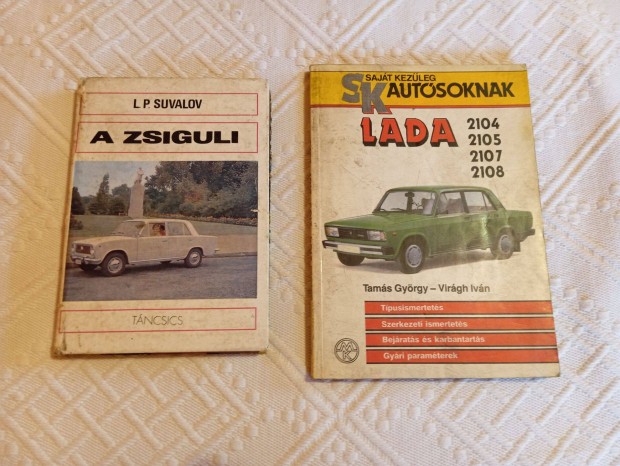 L. P. SUVALOV
A ZSIGULI
TÁNCSICS
SAJÁT KEZŰLEG
SK AUTÓSOKNAK
LADA 2104
2105
2107
2108
Tamás György – Virágh Iván
Típusismertetés
Szerkezeti ismertetés
Bejáratás és karbantartás
Gyári paraméterek